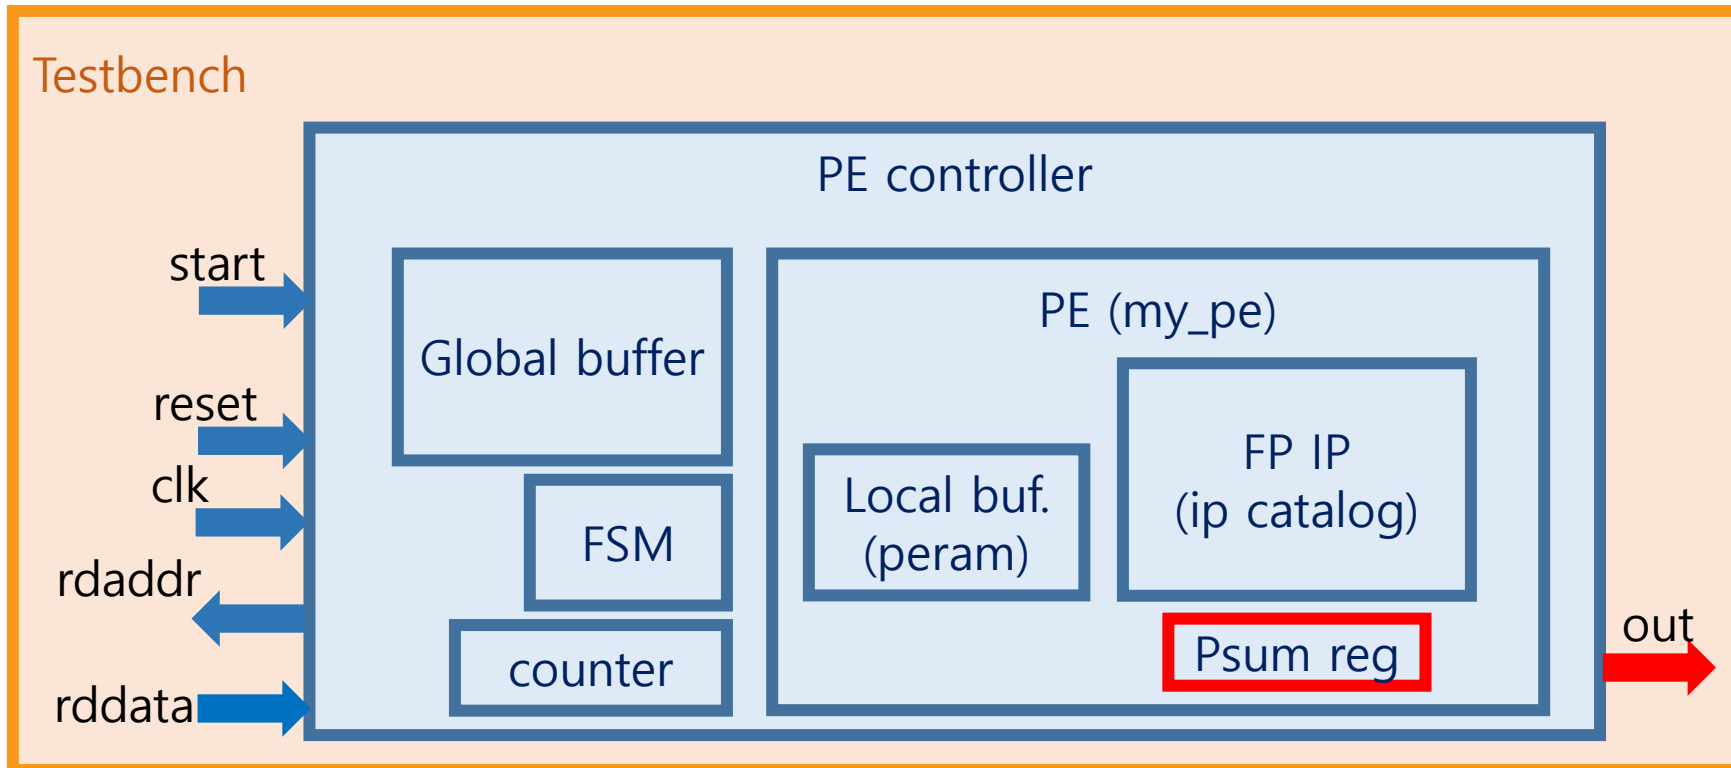 Testbench
PE controller
start
reset
clk
rdaddr
rddata
Global buffer
FSM
counter
PE (my_pe)
Local buf.
(peram)
FP IP
(ip catalog)
Psum reg
out